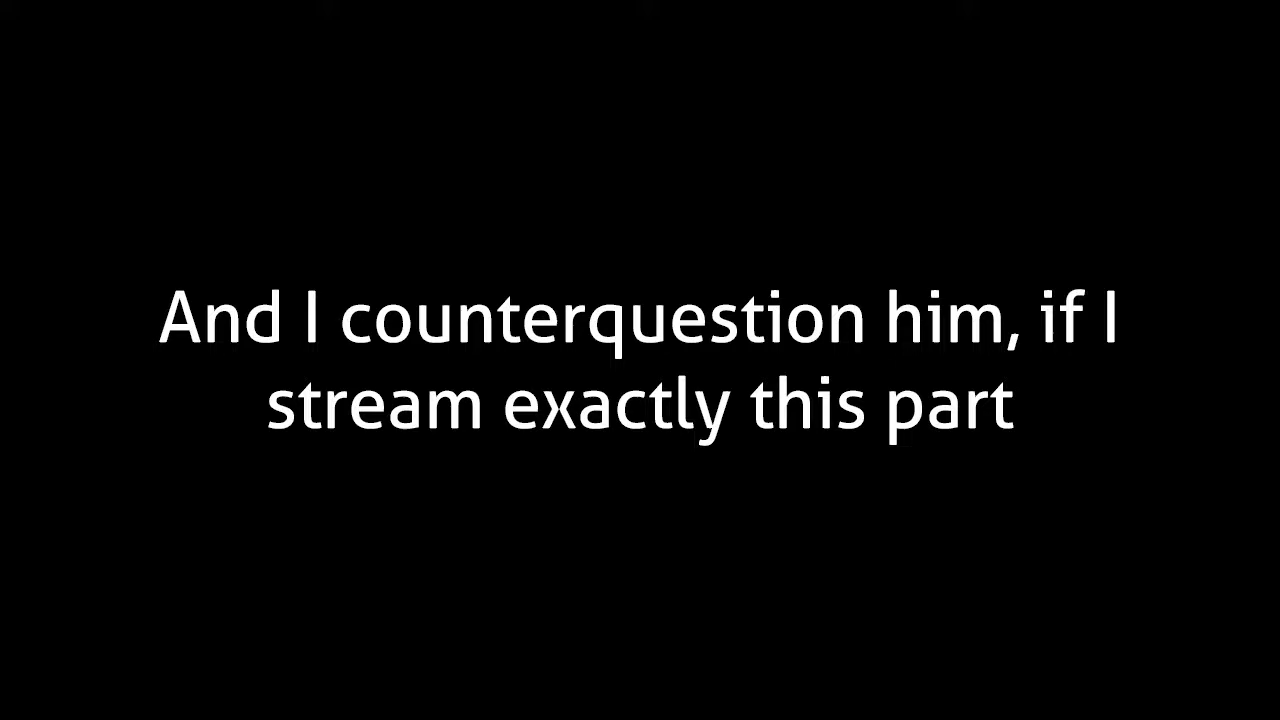 And I counterquestion him, if I
stream exactly this part